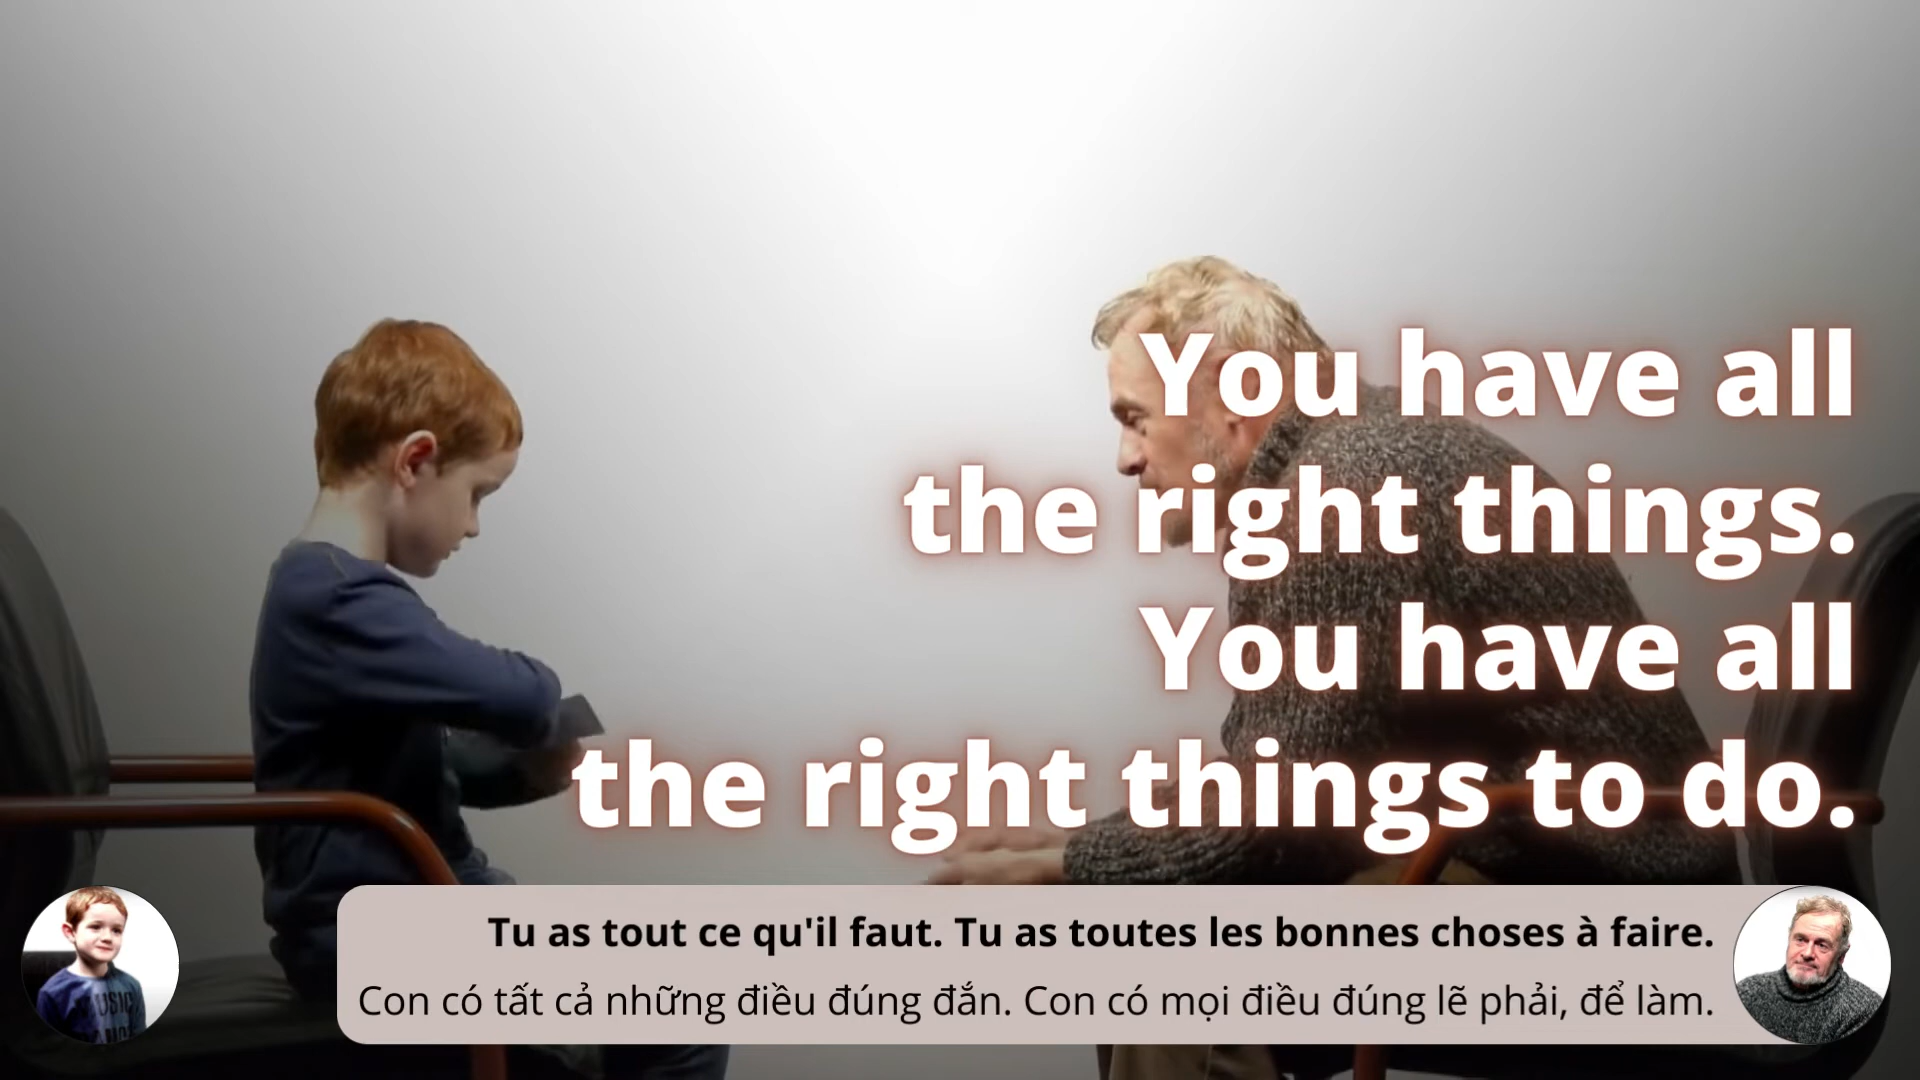 You have all
the right things.
You have all
the right things to do.
Tu as tout ce qu'il faut. Tu as toutes les bonnes choses à faire.
Con có tất cả những điều đúng đắn. Con có mọi điều đúng lẽ phải, để làm.